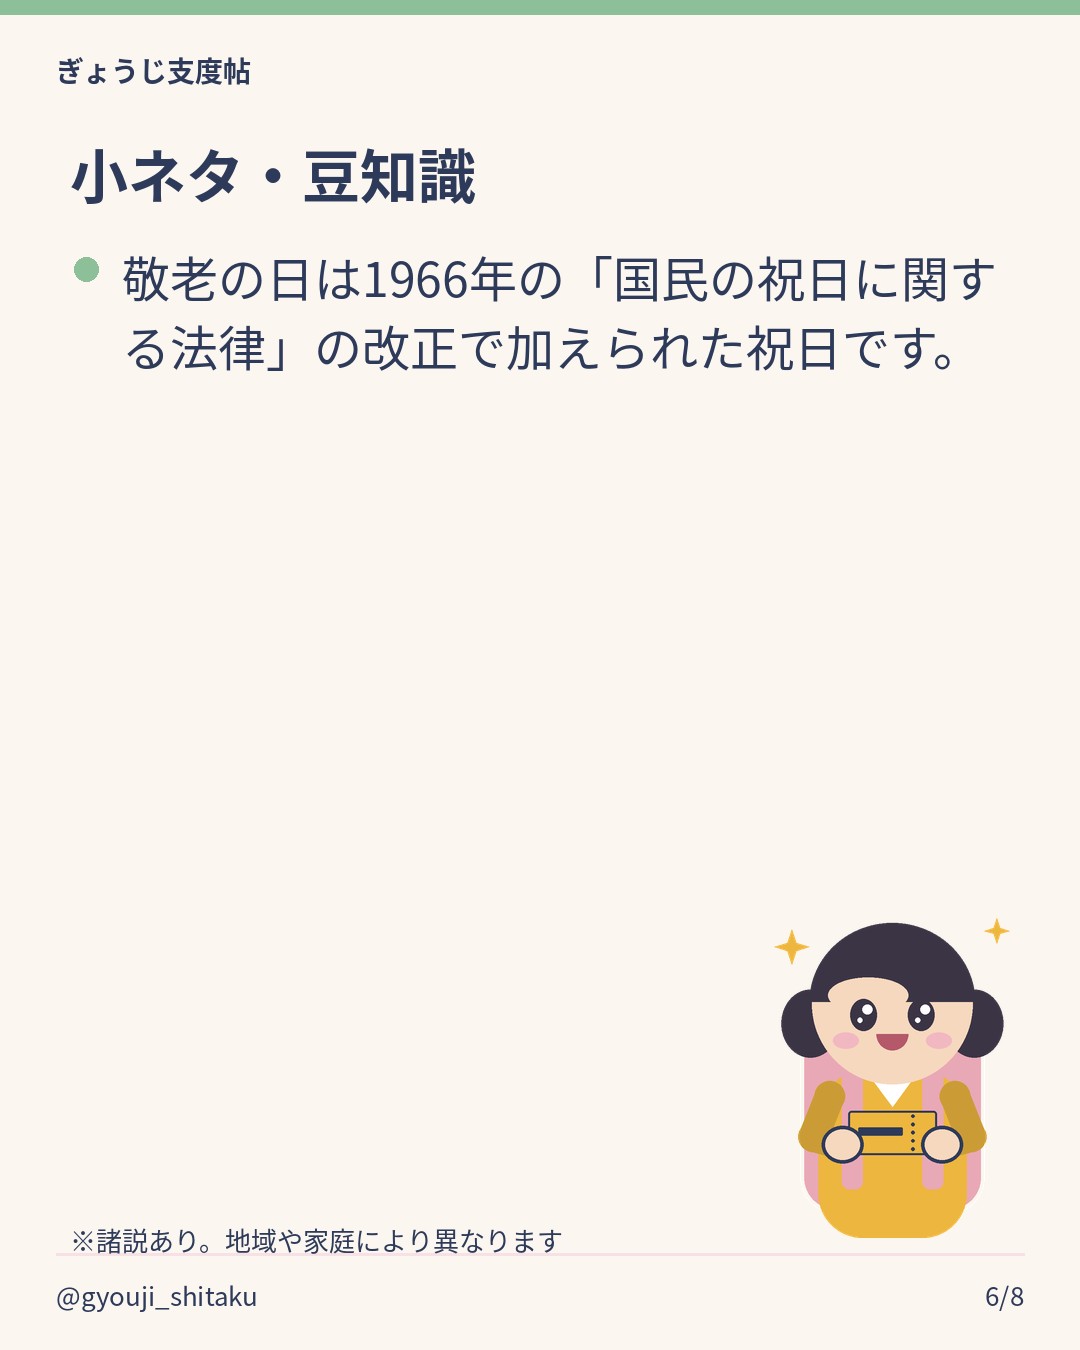 ぎょうじ支度帖
小ネタ・豆知識
敬老の日は1966年の「国民の祝日に関す
る法律」の改正で加えられた祝日です。
※諸説あり。地域や家庭により異なります
@gyouji_shitaku
6/8